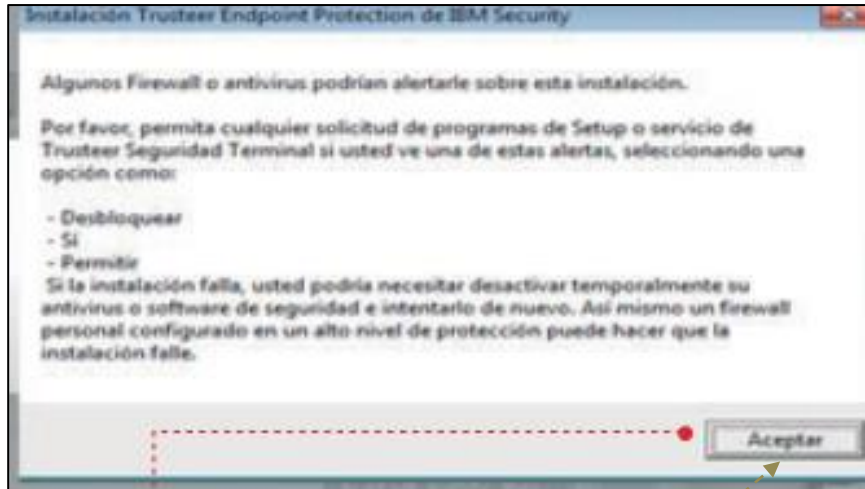 Instalación Trusteer Endpoint Protection de IBM Security
Algunos Firewall o antivirus podrían alertarle sobre esta instalación.
Por favor, permita cualquier solicitud de programas de Setup o servicio de
Trusteer Seguridad Terminal si usted ve una de estas alertas, seleccionando una
opción como:
- Desbloquear
- Sí
- Permitir
Si la instalación falla, usted podría necesitar desactivar temporalmente su
antivirus o software de seguridad e intentarlo de nuevo. Así mismo un firewall
personal configurado en un alto nivel de protección puede hacer que la
instalación falle.
Aceptar